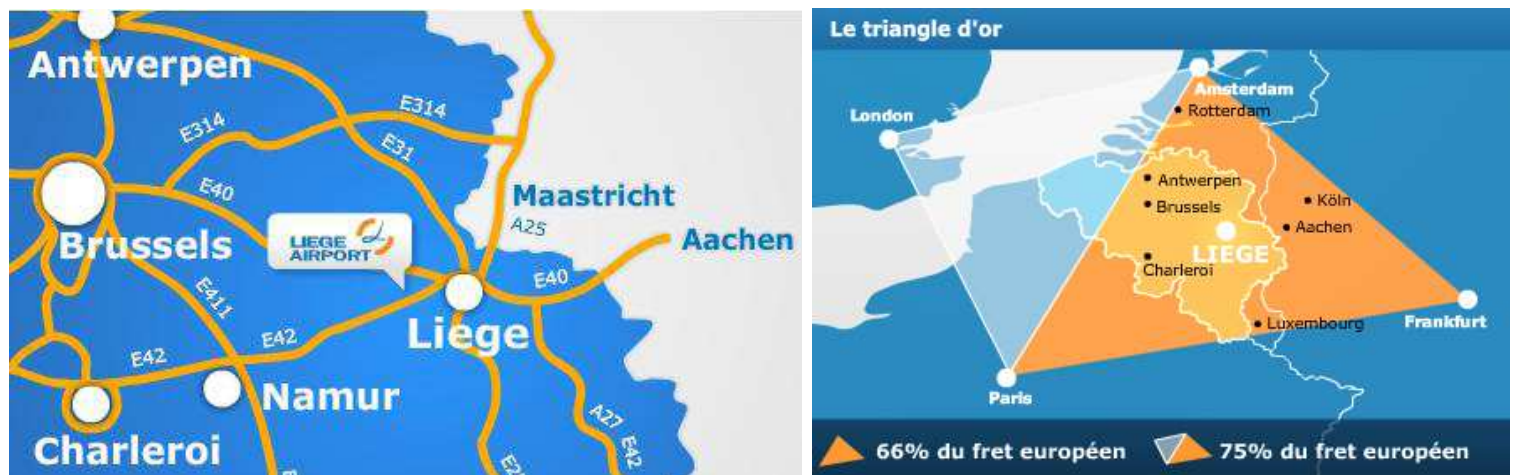 Antwerpen
E314
E314
E31
E40
Maastricht
A25
LIEGE
AIRPORT
Aachen
Brussels
E40
E411
Liege
E42
E42
Namur
A27
E42
Charleroi
Le triangle d'or
Amsterdam
London
Rotterdam
Antwerpen
Köln
Brussels
Aachen
LIEGE
Charleroi
Luxembourg
Frankfurt
Paris
66% du fret européen
75% du fret européen